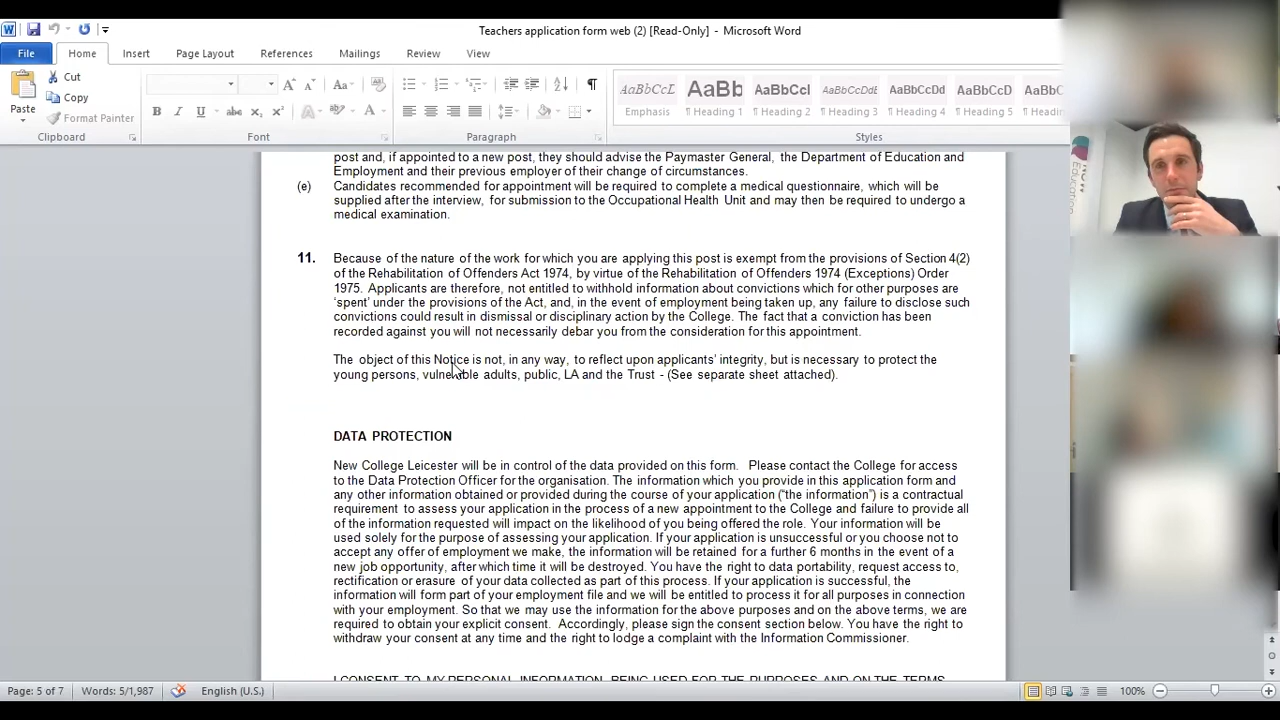 Teachers application form web (2) [Read-Only] - Microsoft Word
File Home Insert Page Layout References Mailings Review View
Cut
Copy
Paste Format Painter
Clipboard Font Paragraph Styles
AaBbCcL AaBb AaBbCcI AaBbCcDdE AaBbCcDd AaBbCcD AaBbC
Emphasis ¶ Heading 1 ¶ Heading 2 ¶ Heading 3 ¶ Heading 4 ¶ Heading 5 ¶ Head
post and, if appointed to a new post, they should advise the Paymaster General, the Department of Education and
Employment and their previous employer of their change of circumstances.
(e) Candidates recommended for appointment will be required to complete a medical questionnaire, which will be
supplied after the interview, for submission to the Occupational Health Unit and may then be required to undergo a
medical examination.
11. Because of the nature of the work for which you are applying this post is exempt from the provisions of Section 4(2)
of the Rehabilitation of Offenders Act 1974, by virtue of the Rehabilitation of Offenders 1974 (Exceptions) Order
1975. Applicants are therefore, not entitled to withhold information about convictions which for other purposes are
‘spent’ under the provisions of the Act, and, in the event of employment being taken up, any failure to disclose such
convictions could result in dismissal or disciplinary action by the College. The fact that a conviction has been
recorded against you will not necessarily debar you from the consideration for this appointment.
The object of this Notice is not, in any way, to reflect upon applicants’ integrity, but is necessary to protect the
young persons, vulnerable adults, public, LA and the Trust - (See separate sheet attached).
DATA PROTECTION
New College Leicester will be in control of the data provided on this form. Please contact the College for access
to the Data Protection Officer for the organisation. The information which you provide in this application form and
any other information obtained or provided during the course of your application (“the information”) is a contractual
requirement to assess your application in the process of a new appointment to the College and failure to provide all
of the information requested will impact on the likelihood of you being offered the role. Your information will be
used solely for the purpose of assessing your application. If your application is unsuccessful or you choose not to
accept any offer of employment we make, the information will be retained for a further 6 months in the event of a
new job opportunity, after which time it will be destroyed. You have the right to data portability, request access to,
rectification or erasure of your data collected as part of this process. If your application is successful, the
information will form part of your employment file and we will be entitled to process it for all purposes in connection
with your employment. So that we may use the information for the above purposes and on the above terms, we are
required to obtain your explicit consent. Accordingly, please sign the consent section below. You have the right to
withdraw your consent at any time and the right to lodge a complaint with the Information Commissioner.
I CONSENT TO MY PERSONAL INFORMATION BEING USED FOR THE PURPOSES AND ON THE TERMS
Page: 5 of 7 Words: 5/1,987 English (U.S.) 100%